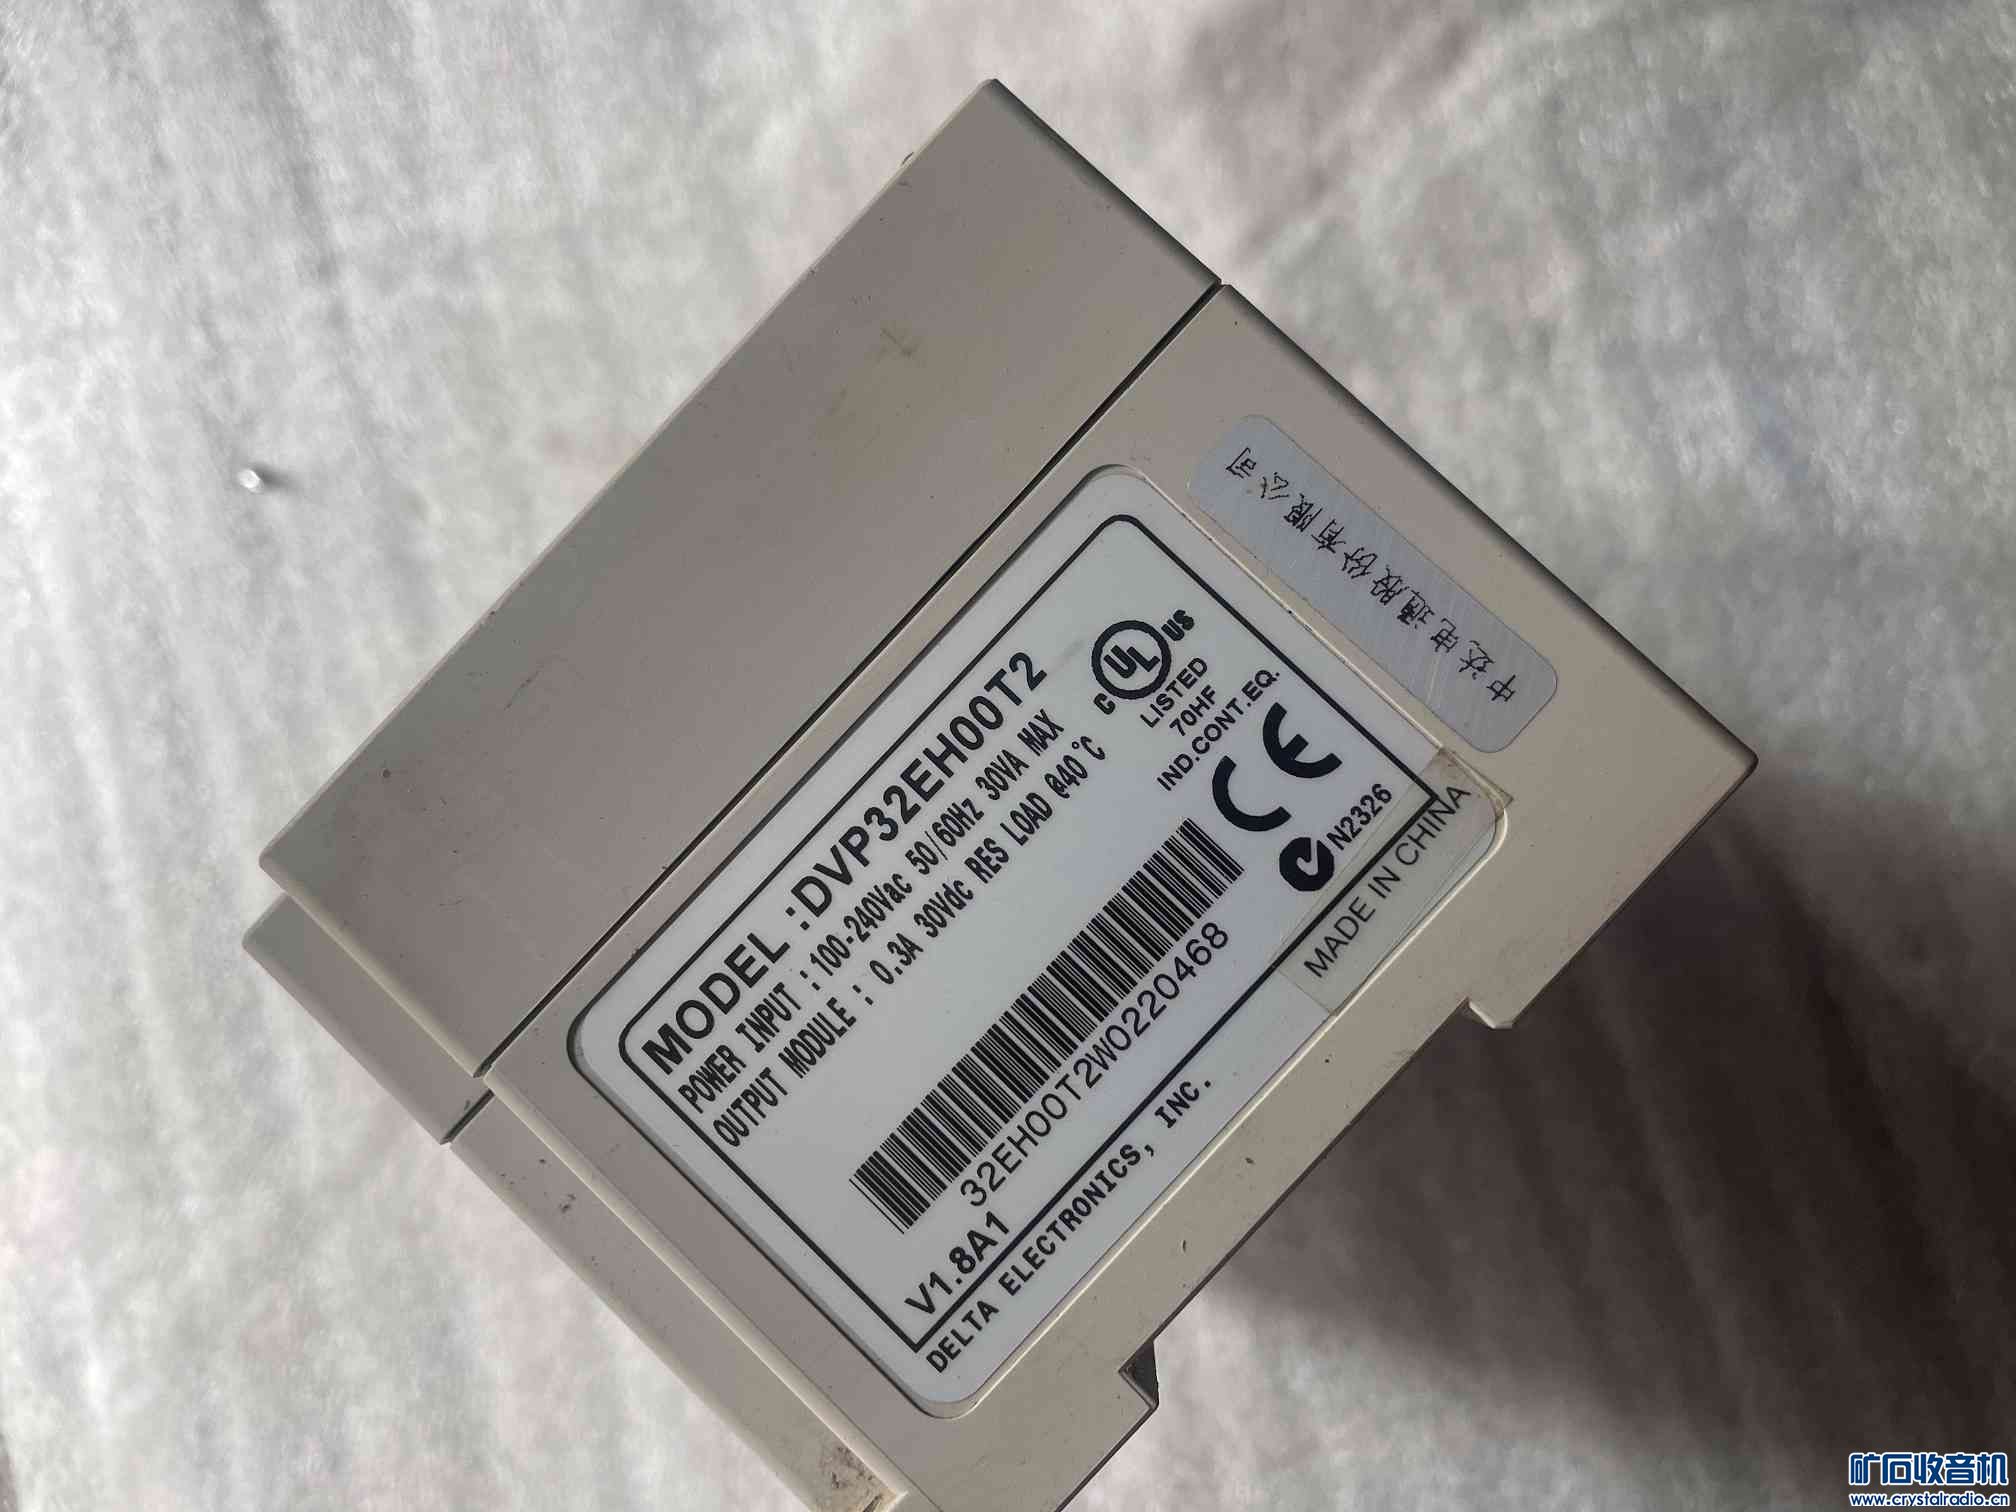 MODEL :DVP32EH00T2
POWER INPUT : 100-240Vac 50/60Hz 30VA MAX
OUTPUT MODULE : 0.3A 30Vdc RES LOAD @40°C
C UL US
LISTED
70HF
IND.CONT.EQ.
CE
N2326
32EH00T2W0220468
V1.8A1
MADE IN CHINA
DELTA ELECTRONICS, INC.
中达电通股份有限公司
矿石收音机
www.crystalradio.cn